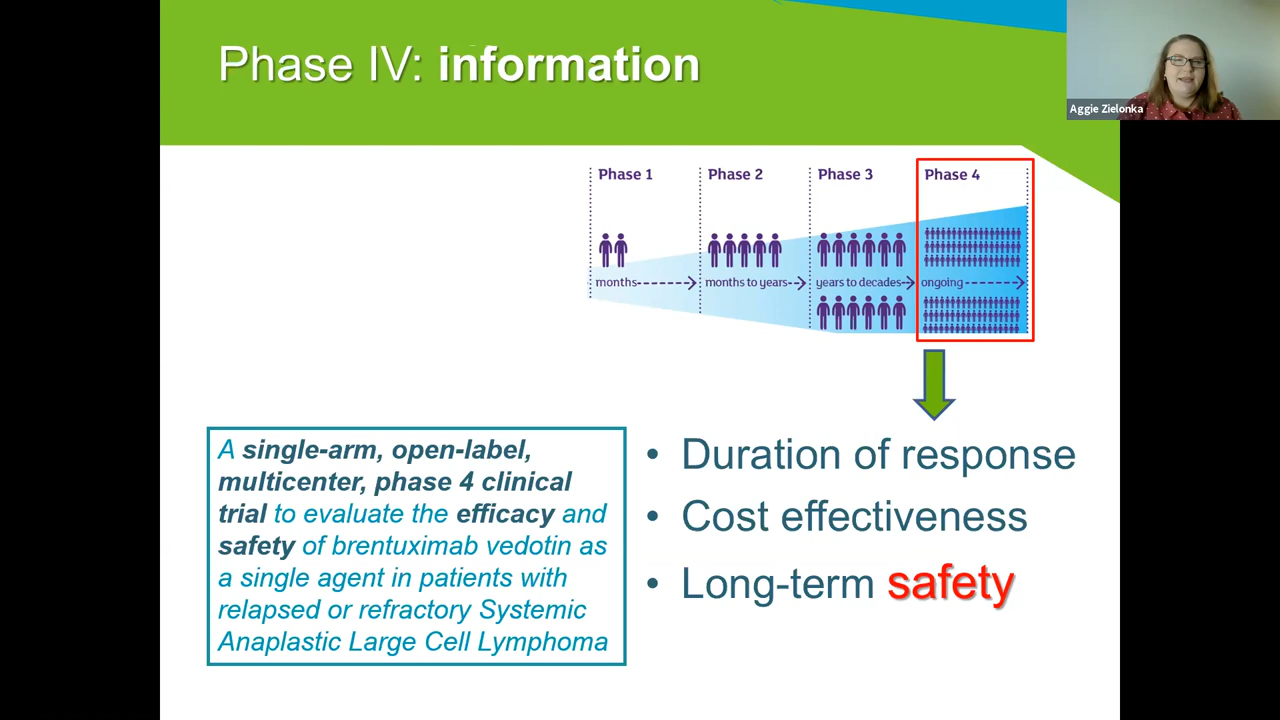 Phase IV: information
Aggie Zielonka
Phase 1
Phase 2
Phase 3
Phase 4
months
months to years
years to decades
ongoing
A single-arm, open-label,
multicenter, phase 4 clinical
trial to evaluate the efficacy and
safety of brentuximab vedotin as
a single agent in patients with
relapsed or refractory Systemic
Anaplastic Large Cell Lymphoma
• Duration of response
• Cost effectiveness
• Long-term safety